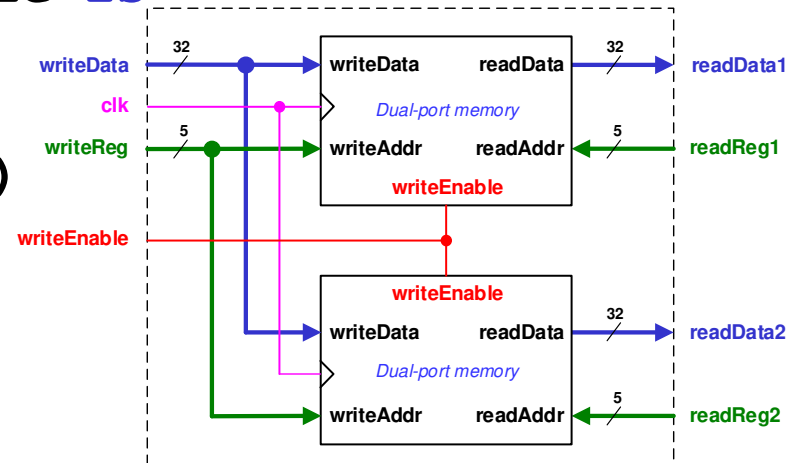 32
32
writeData
writeData
readData
readData1
clk
Dual-port memory
5
5
writeReg
writeAddr
readAddr
readReg1
writeEnable
writeEnable
writeEnable
32
writeData
readData
readData2
Dual-port memory
5
writeAddr
readAddr
readReg2